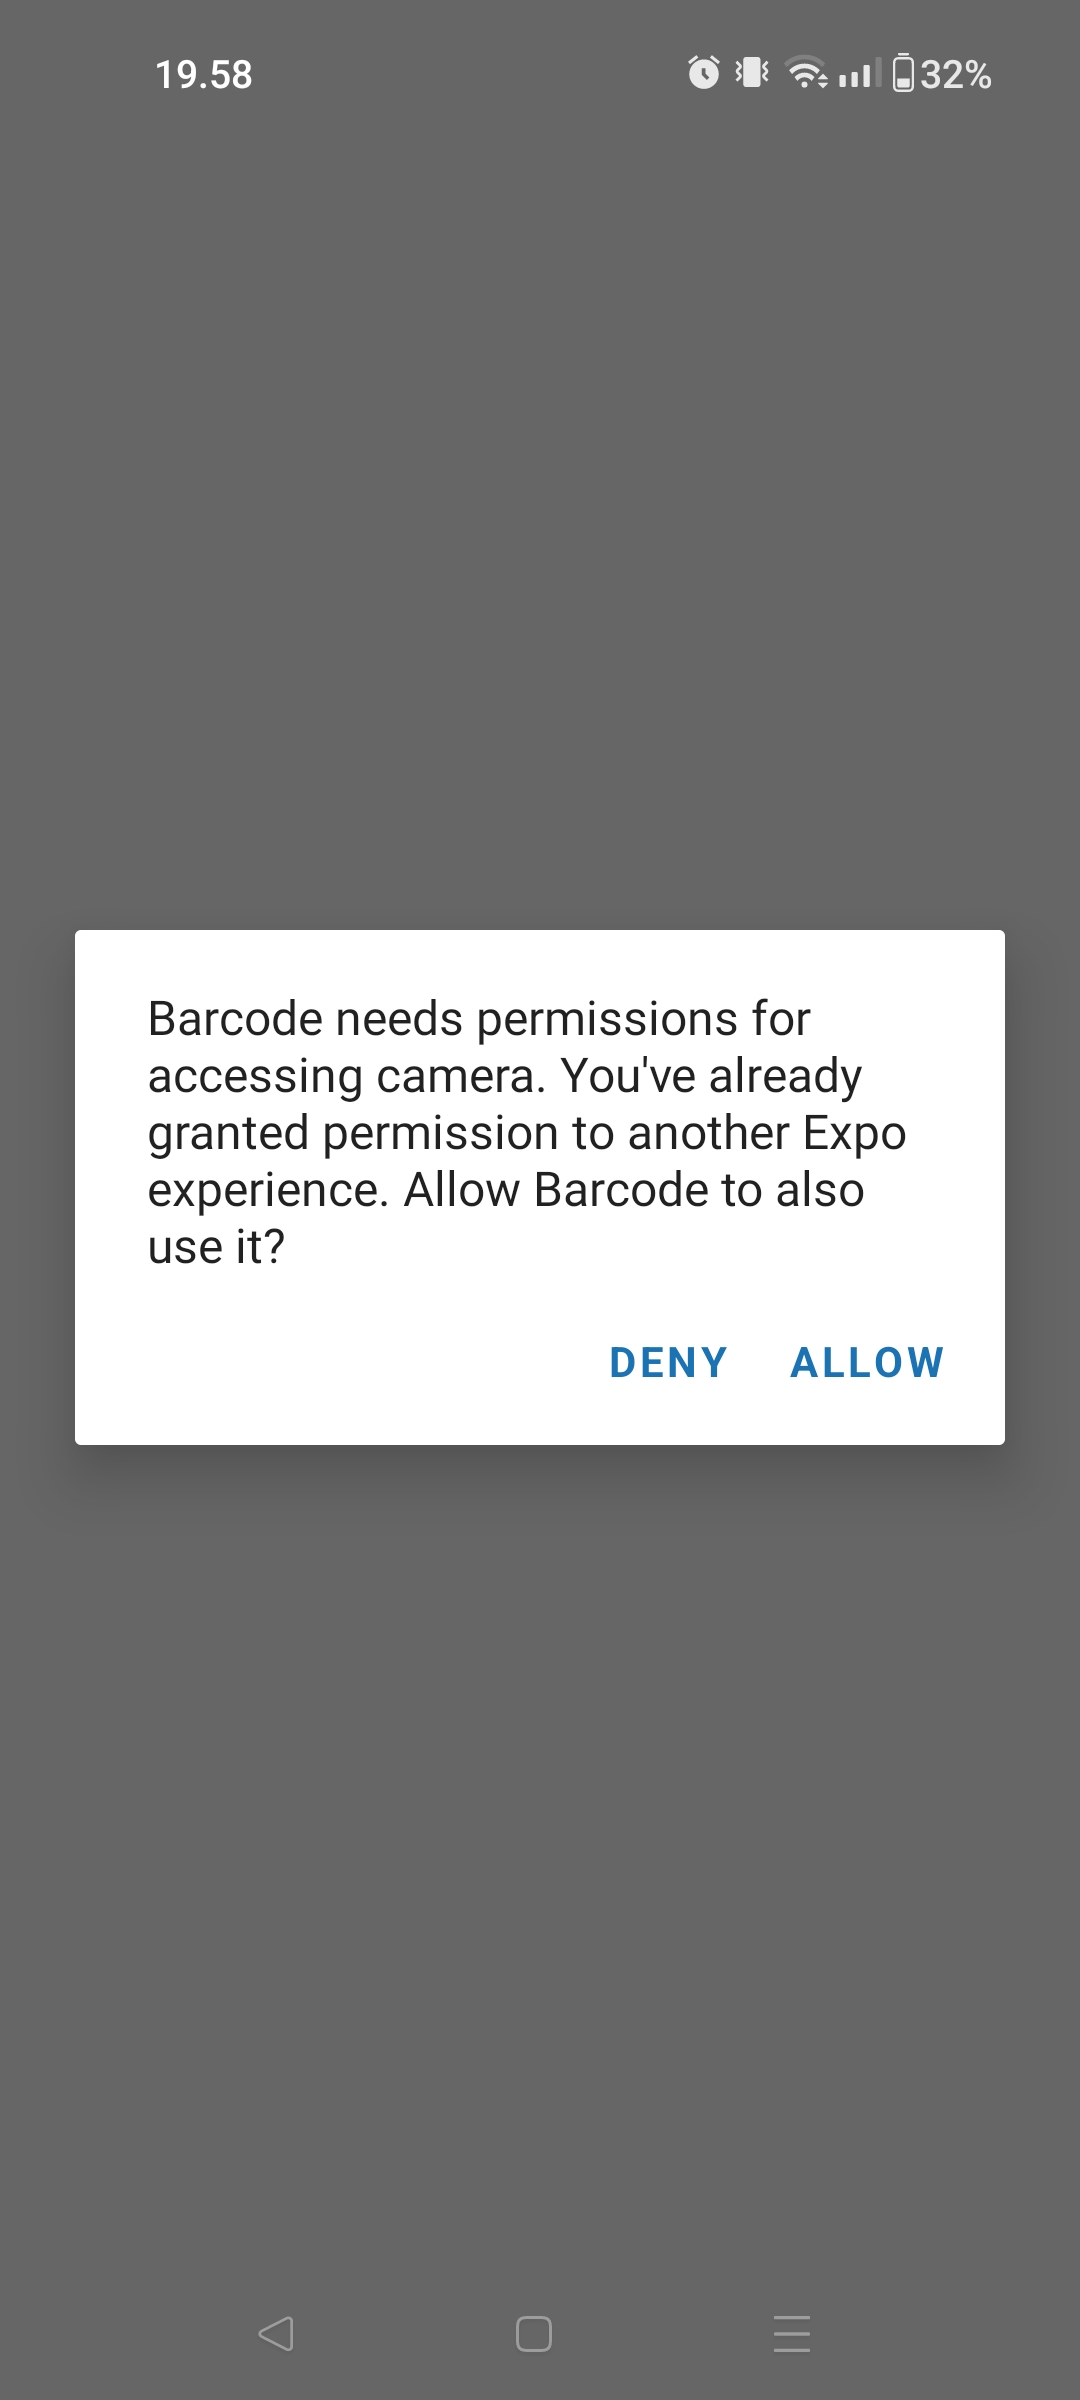 19.58
32%
Barcode needs permissions for
accessing camera. You've already
granted permission to another Expo
experience. Allow Barcode to also
use it?
DENY ALLOW